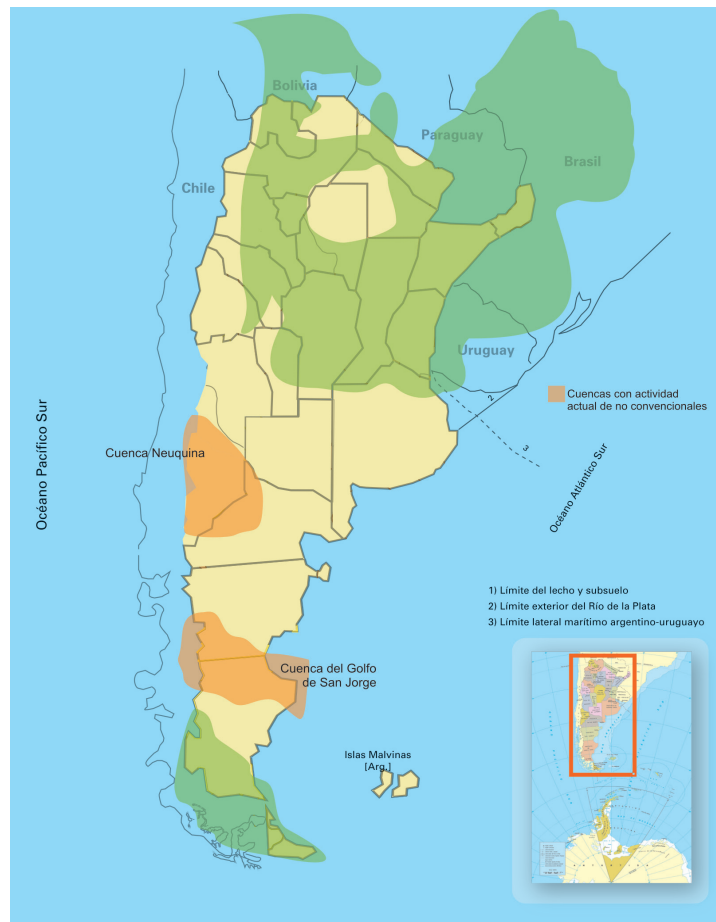 Bolivia
Paraguay
Brasil
Chile
Uruguay
2
Cuencas con actividad
actual de no convencionales
Océano Pacífico Sur
Cuenca Neuquina
3
Océano Atlántico Sur
1) Límite del lecho y subsuelo
2) Límite exterior del Río de la Plata
3) Límite lateral marítimo argentino-uruguayo
Cuenca del Golfo
de San Jorge
Islas Malvinas
[Arg.]